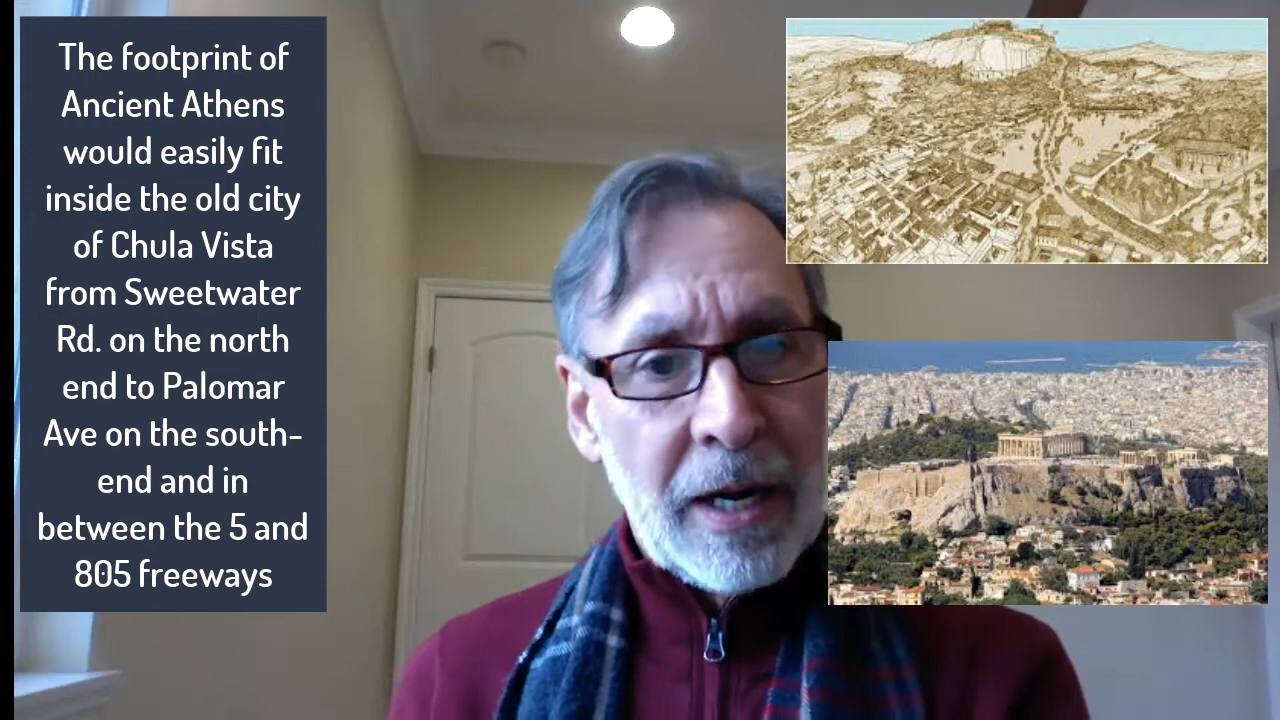 The footprint of
Ancient Athens
would easily fit
inside the old city
of Chula Vista
from Sweetwater
Rd. on the north
end to Palomar
Ave on the south-
end and in
between the 5 and
805 freeways